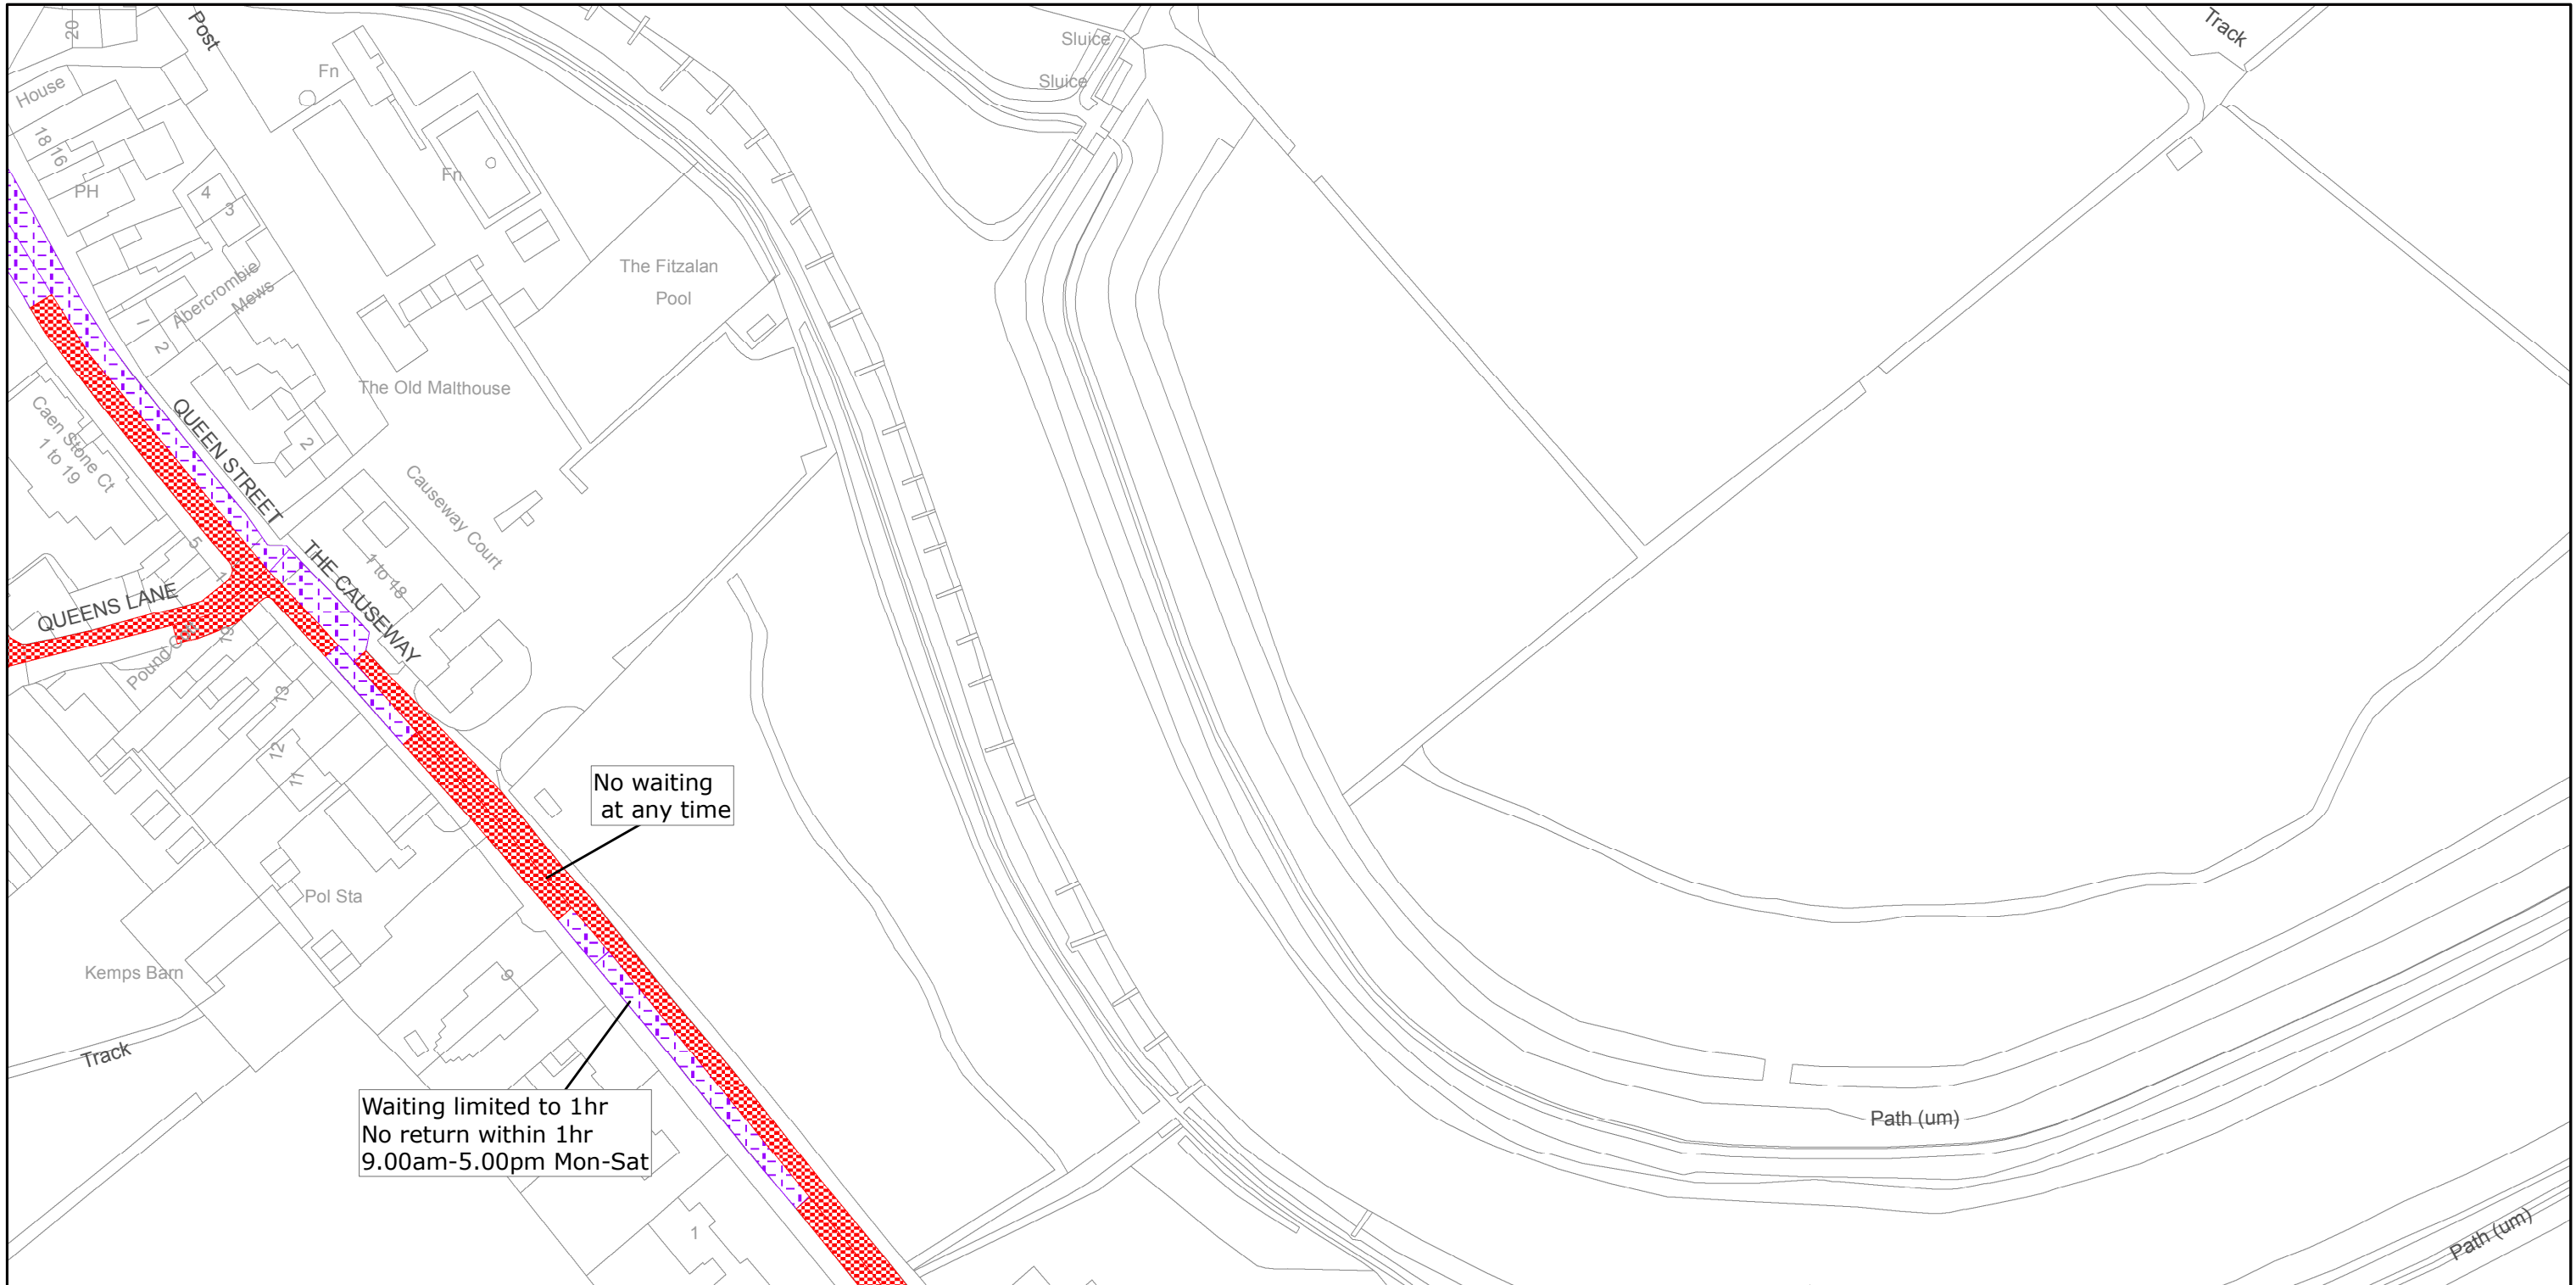 20
Post
Track
Sluice
Sluice
House
Fn
Fn
18
16
PH
4
3
The Fitzalan
Pool
Abercrombie
Mews
1
2
The Old Malthouse
QUEEN STREET
2
Caen Stone Ct
1 to 19
Causeway Court
1 to 18
5
1
THE CAUSEWAY
QUEENS LANE
19
13
12
11
No waiting
at any time
Pol Sta
Kemps Barn
9
Track
Waiting limited to 1hr
No return within 1hr
9.00am-5.00pm Mon-Sat
1
Path (um)
Path (um)